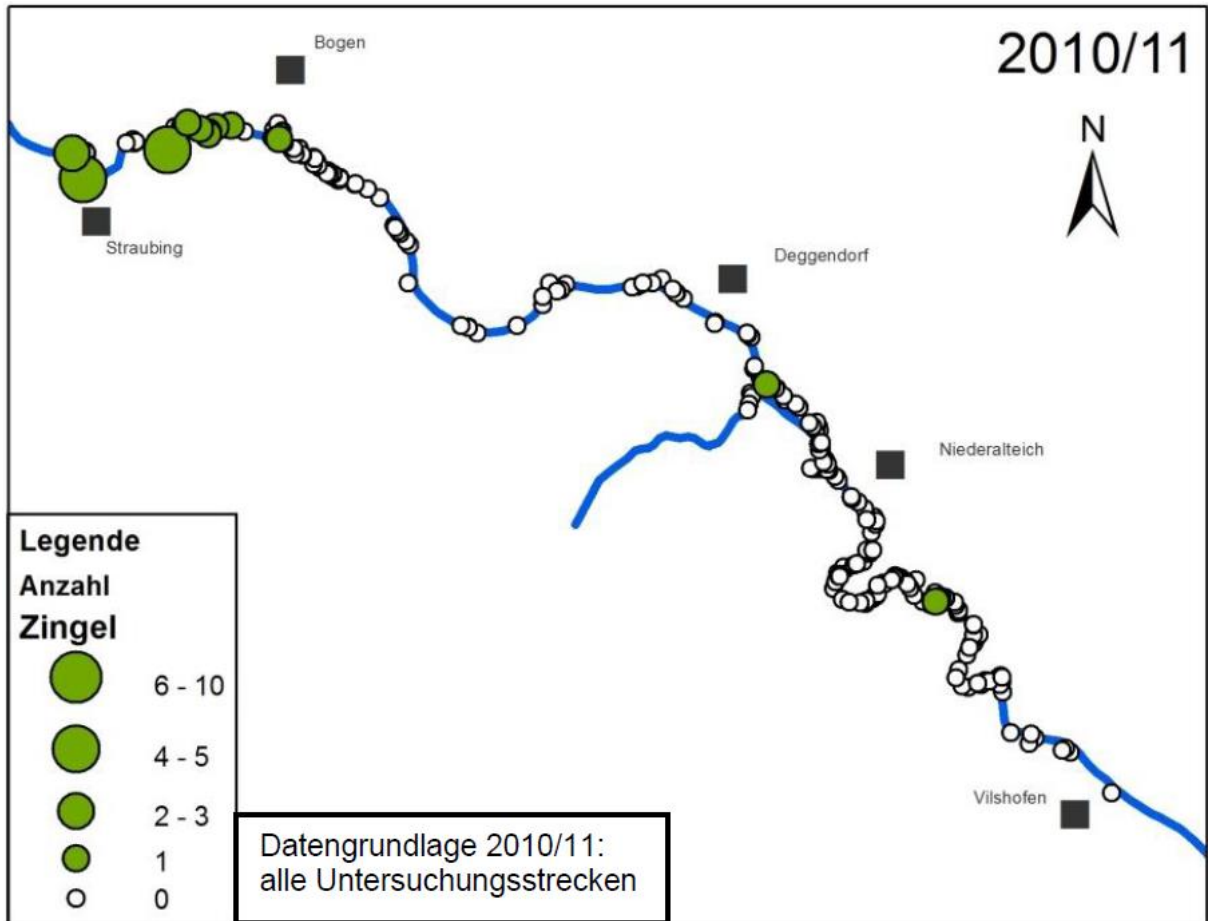 2010/11
N
Bogen
Straubing
Deggendorf
Niederalteich
Vilshofen
Legende
Anzahl
Zingel
6 - 10
4 - 5
2 - 3
1
0
Datengrundlage 2010/11:
alle Untersuchungsstrecken